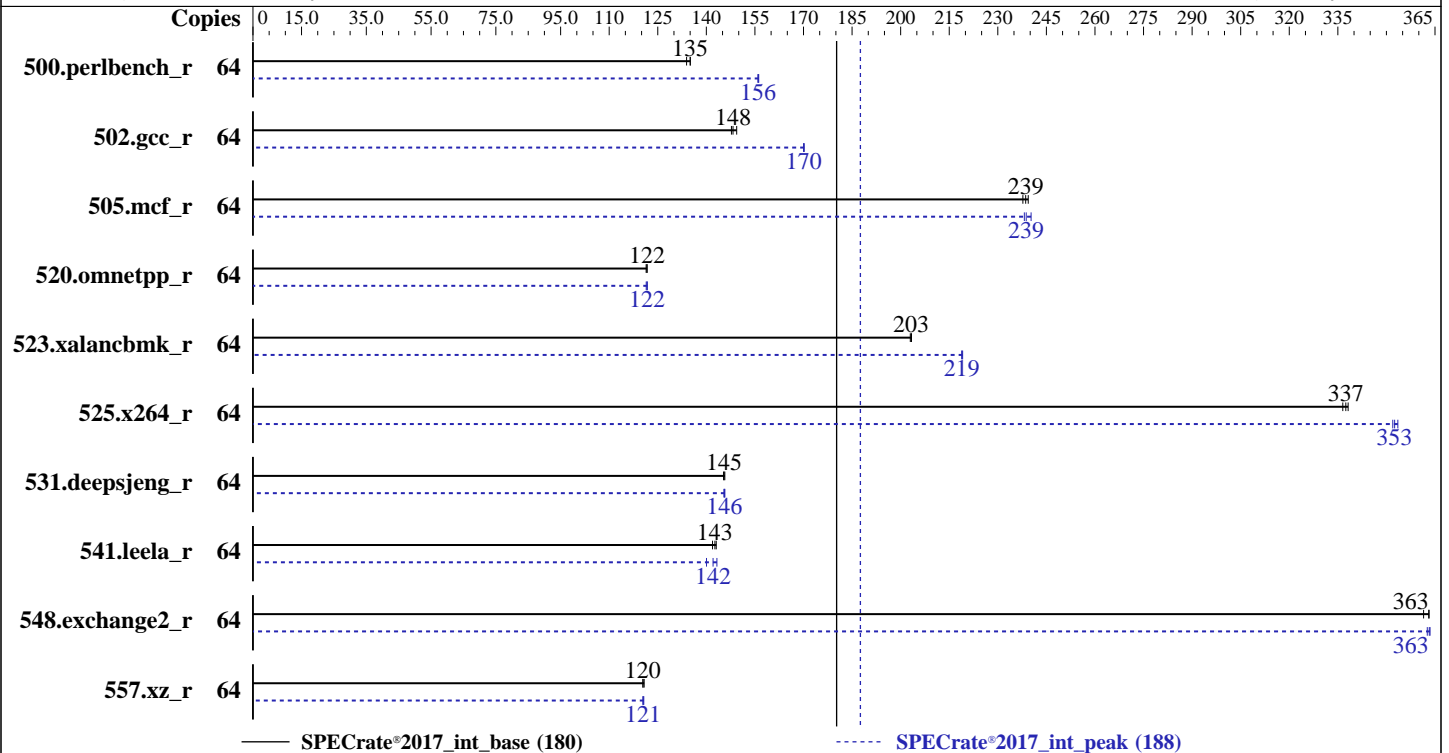 Copies 0 15.0 35.0 55.0 75.0 95.0 110 125 140 155 170 185 200 215 230 245 260 275 290 305 320 335 365
135
500.perlbench_r 64
156
148
502.gcc_r 64
170
239
505.mcf_r 64
239
122
520.omnetpp_r 64
122
203
523.xalancbmk_r 64
219
337
525.x264_r 64
353
145
531.deepsjeng_r 64
146
143
541.leela_r 64
142
363
548.exchange2_r 64
363
120
557.xz_r 64
121
SPECrate®2017_int_base (180) SPECrate®2017_int_peak (188)